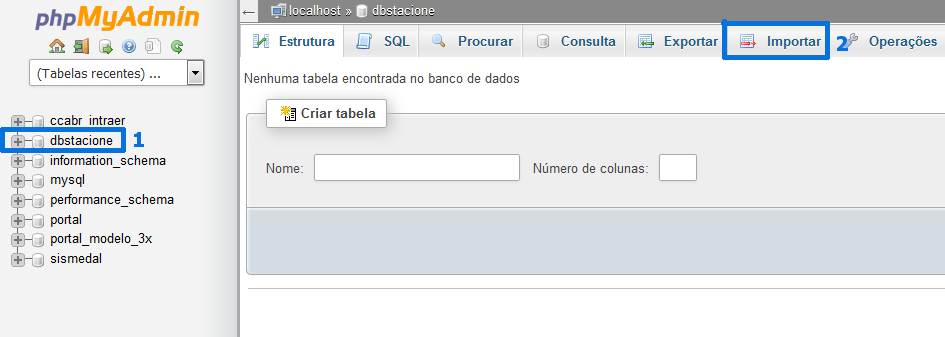 phpMyAdmin
(Tabelas recentes) ...
ccabr_intraer
dbstacione 1
information_schema
mysql
performance_schema
portal
portal_modelo_3x
sismedal
← localhost » dbstacione
Estrutura SQL Procurar Consulta Exportar Importar 2 Operações
Nenhuma tabela encontrada no banco de dados
Criar tabela
Nome: Número de colunas: